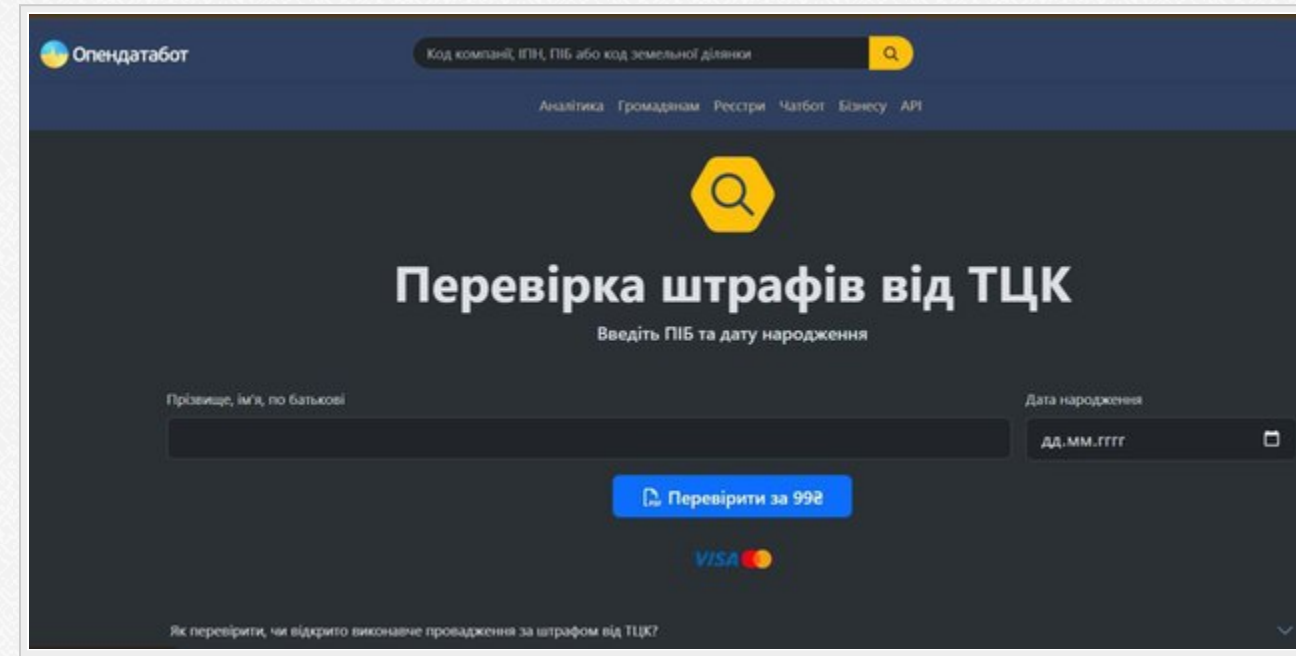 Опендатабот
Код компанії, ІПН, ПІБ або код земельної ділянки
Аналітика Громадянам Реєстри Чатбот Бізнесу API
Перевірка штрафів від ТЦК
Введіть ПІБ та дату народження
Прізвище, ім'я, по батькові
Дата народження
дд.мм.гггг
Перевірити за 99₴
VISA
Як перевірити, чи відкрито виконавче провадження за штрафом від ТЦК?